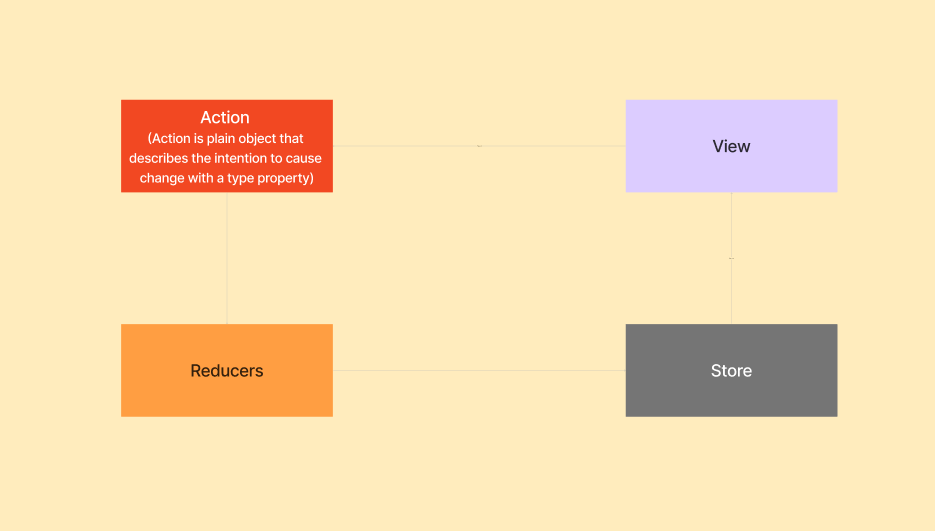 Action
(Action is plain object that
describes the intention to cause
change with a type property)
View
Reducers
Store